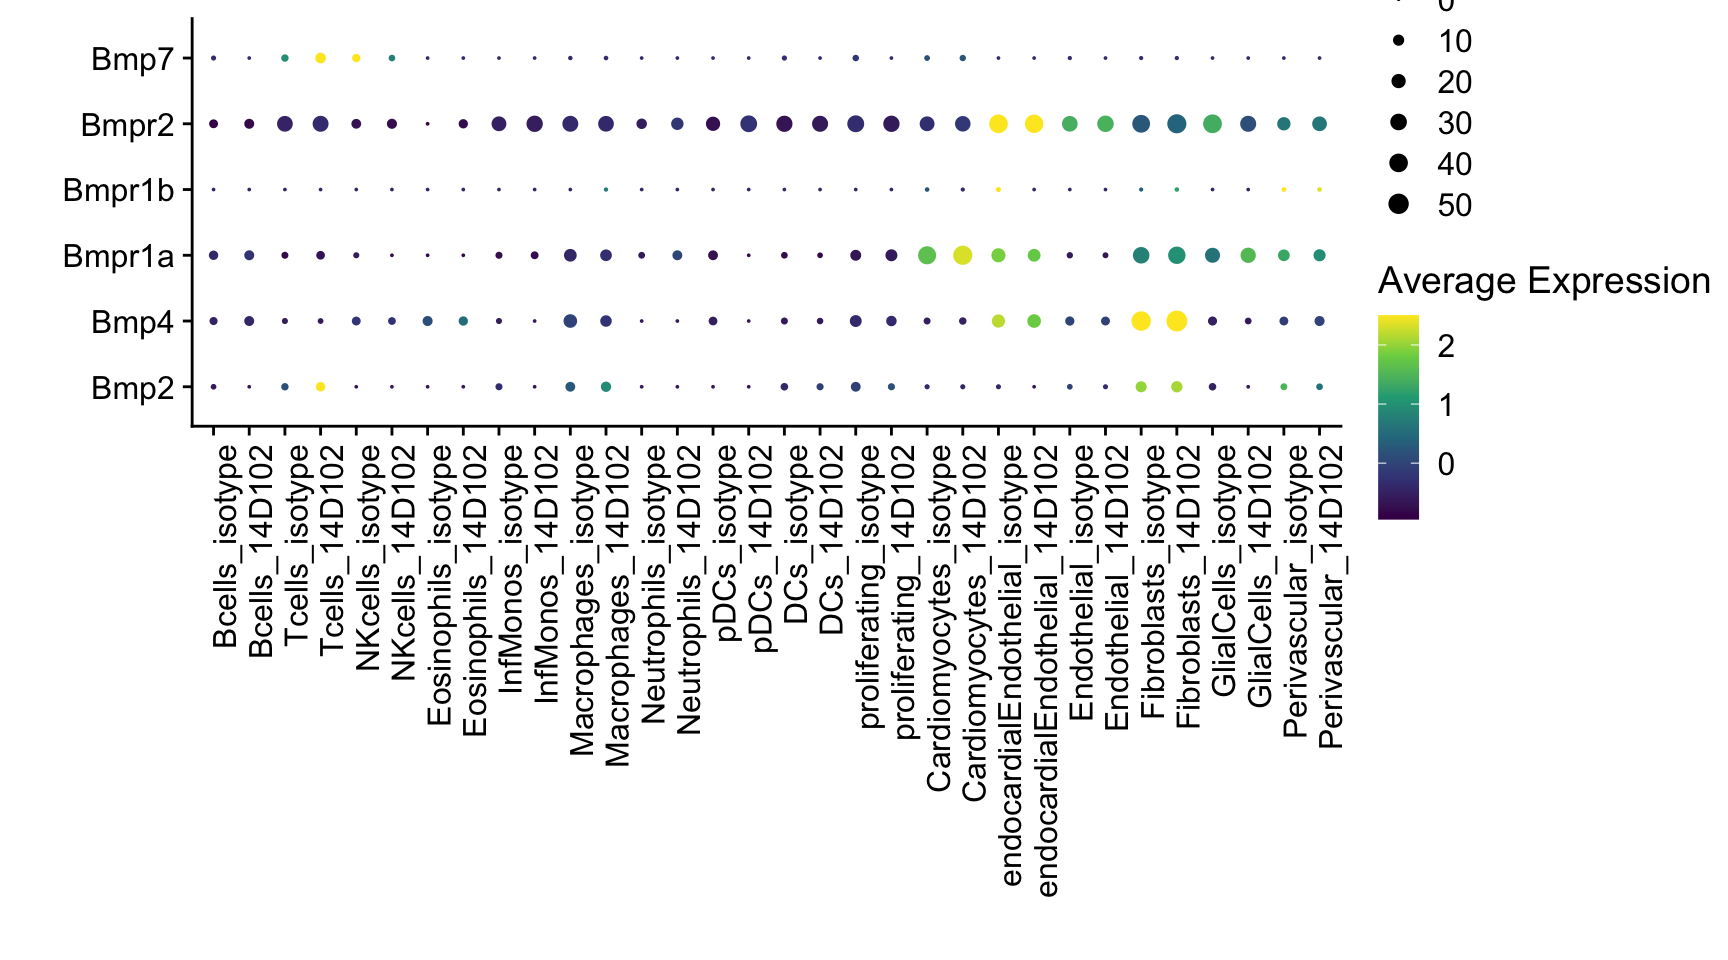 0
10
20
30
40
50
Average Expression
2
1
0
Bmp7
Bmpr2
Bmpr1b
Bmpr1a
Bmp4
Bmp2
Bcells_isotype
Bcells_14D102
Tcells_isotype
Tcells_14D102
NKcells_isotype
NKcells_14D102
Eosinophils_isotype
Eosinophils_14D102
InfMonos_isotype
InfMonos_14D102
Macrophages_isotype
Macrophages_14D102
Neutrophils_isotype
Neutrophils_14D102
pDCs_isotype
pDCs_14D102
DCs_isotype
DCs_14D102
proliferating_isotype
proliferating_14D102
Cardiomyocytes_isotype
Cardiomyocytes_14D102
endocardialEndothelial_isotype
endocardialEndothelial_14D102
Endothelial_isotype
Endothelial_14D102
Fibroblasts_isotype
Fibroblasts_14D102
GlialCells_isotype
GlialCells_14D102
Perivascular_isotype
Perivascular_14D102